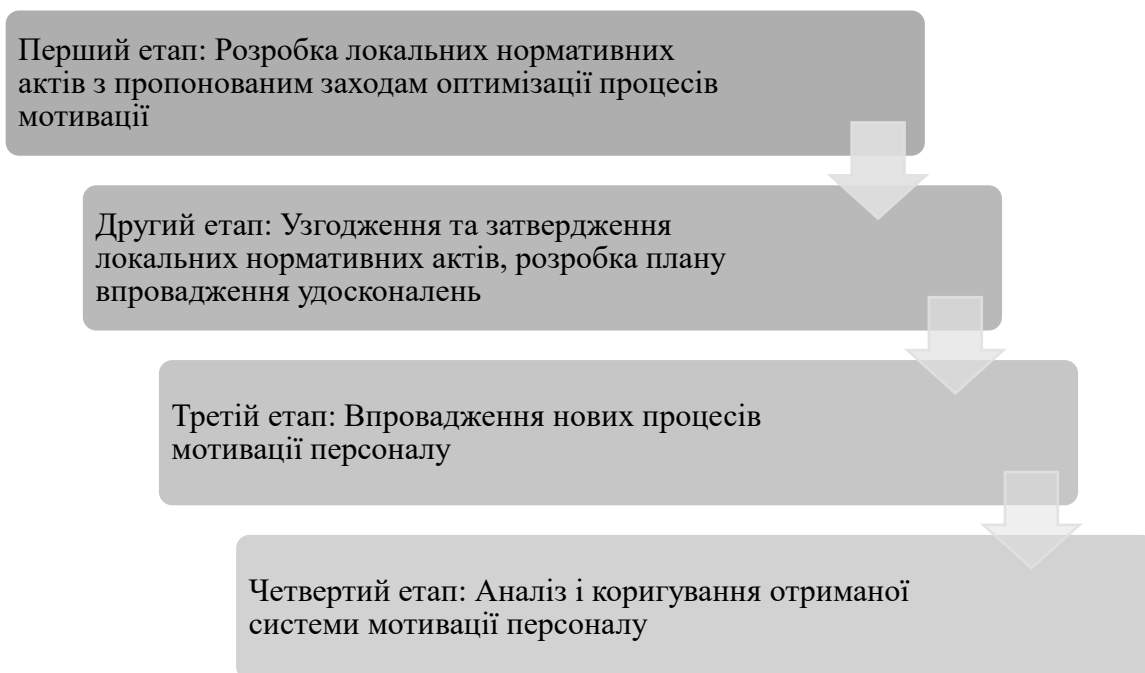 Перший етап: Розробка локальних нормативних
актів з пропонованим заходам оптимізації процесів
мотивації
Другий етап: Узгодження та затвердження
локальних нормативних актів, розробка плану
впровадження удосконалень
Третій етап: Впровадження нових процесів
мотивації персоналу
Четвертий етап: Аналіз і коригування отриманої
системи мотивації персоналу